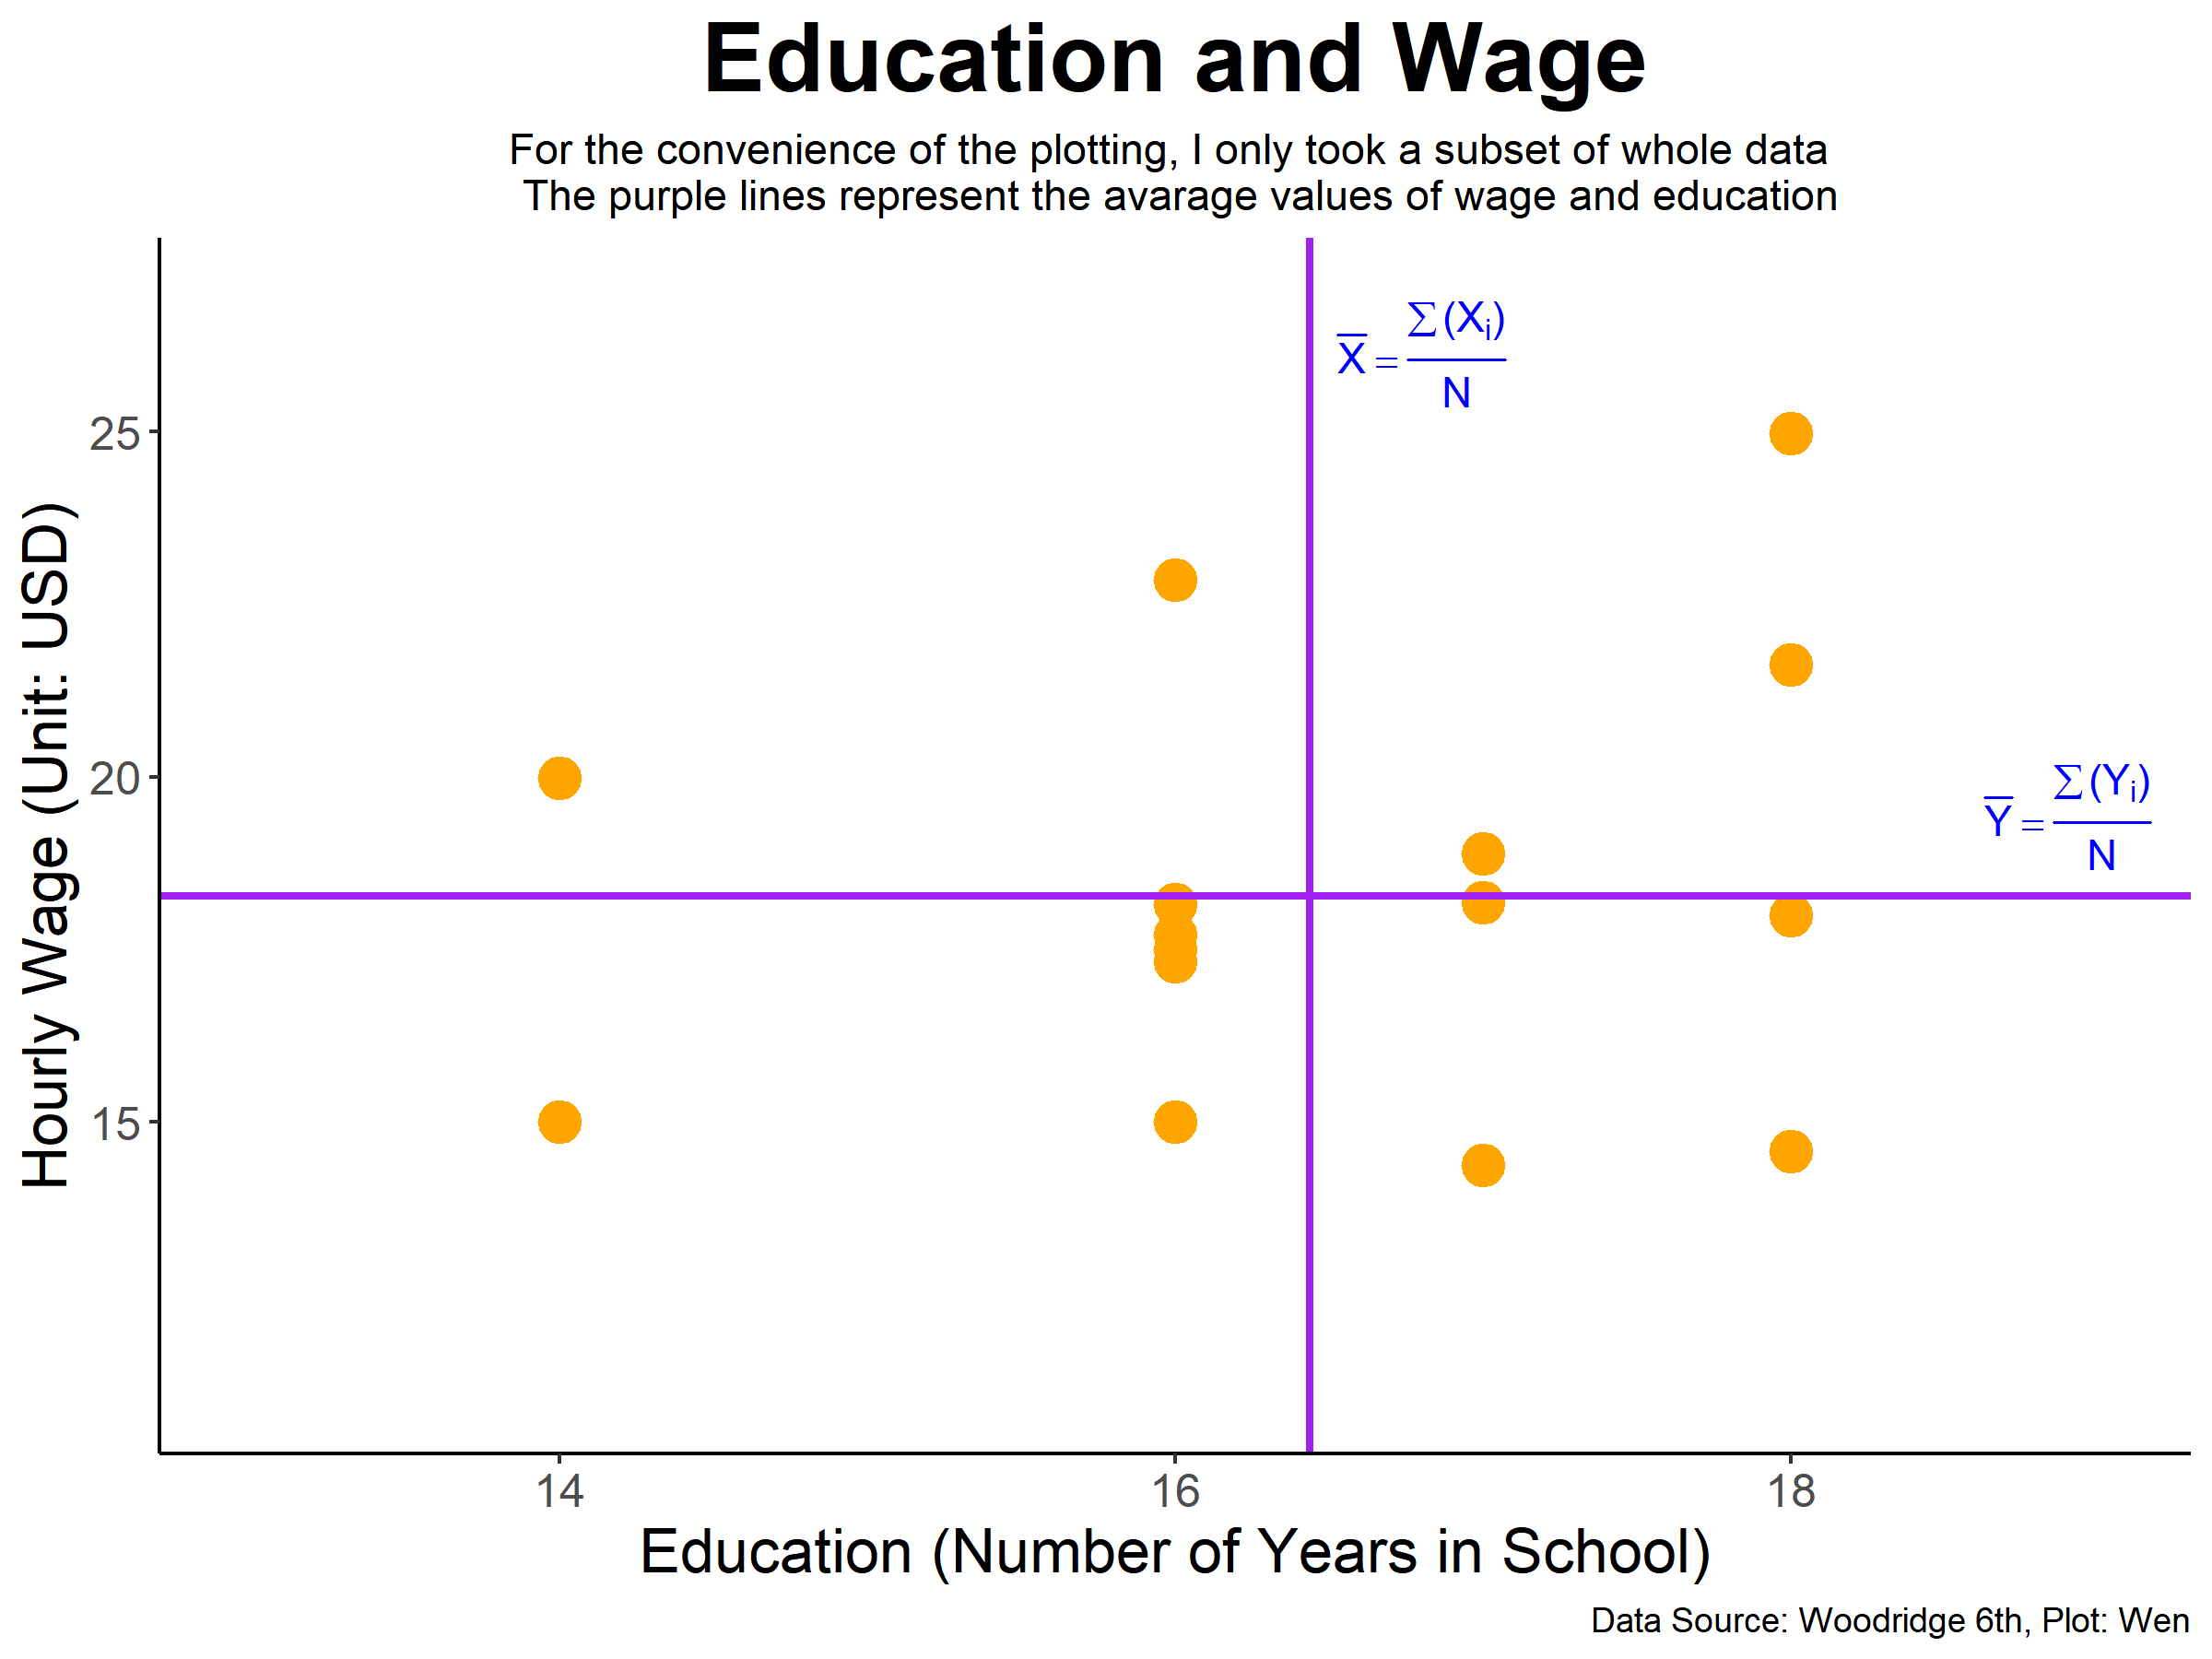 Education and Wage
For the convenience of the plotting, I only took a subset of whole data
The purple lines represent the avarage values of wage and education
X̅ = ∑(Xᵢ) / N
25
20
15
Y̅ = ∑(Yᵢ) / N
Hourly Wage (Unit: USD)
14 16 18
Education (Number of Years in School)
Data Source: Woodridge 6th, Plot: Wen